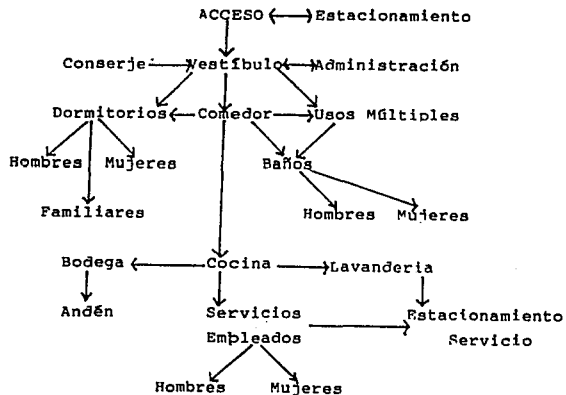 ACCESO Estacionamiento
Conserje Vestíbulo Administración
Dormitorios Comedor Usos Múltiples
Hombres Mujeres Baños
Familiares Hombres Mujeres
Bodega Cocina Lavanderia
Andén Servicios Estacionamiento
Empleados Servicio
Hombres Mujeres